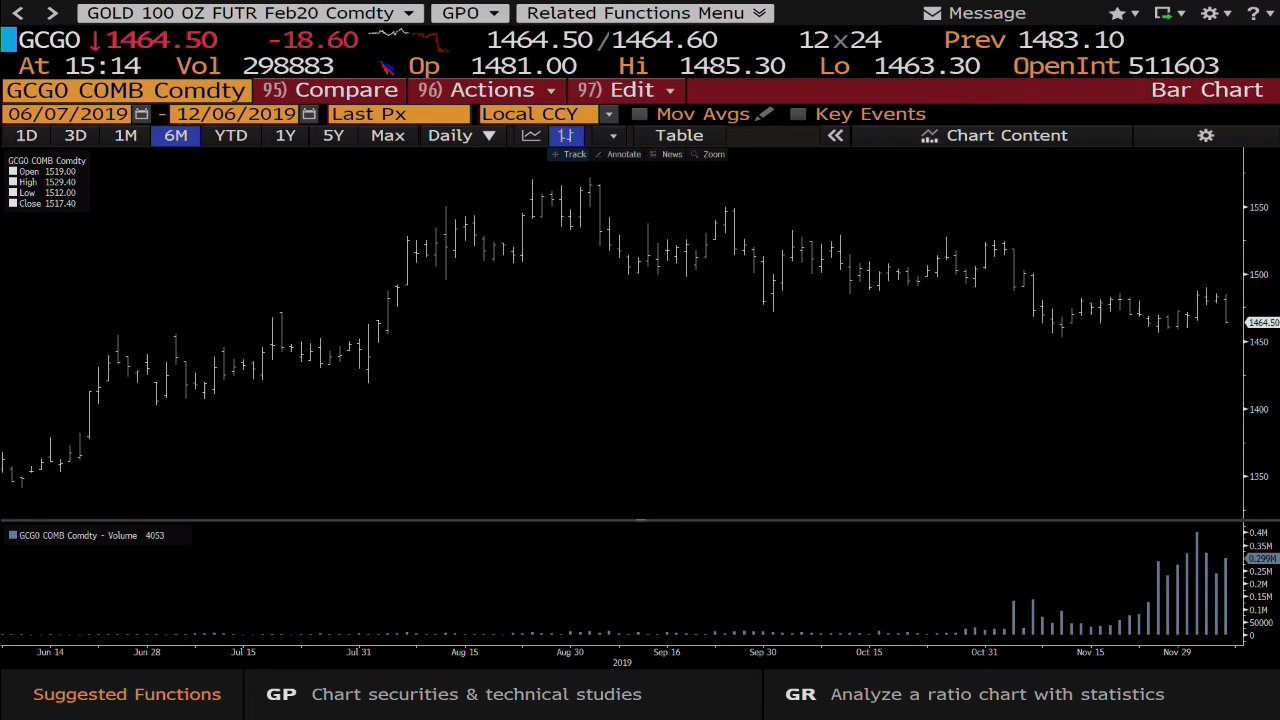 GOLD 100 OZ FUTR Feb20 Comdty GPO Related Functions Menu Message ?
GCG0 ↓1464.50 -18.60 1464.50/1464.60 12x24 Prev 1483.10
At 15:14 Vol 298883 Op 1481.00 Hi 1485.30 Lo 1463.30 OpenInt 511603
GCG0 COMB Comdty 95) Compare 96) Actions 97) Edit Bar Chart
06/07/2019 - 12/06/2019 Last Px Local CCY Mov Avgs Key Events
1D 3D 1M 6M YTD 1Y 5Y Max Daily ▼ Table « Chart Content
Track Annotate News Zoom
GCG0 COMB Comdty
Open 1519.00
High 1529.40
Low 1512.00
Close 1517.40
1550
1500
1464.50
1450
1400
1350
GCG0 COMB Comdty - Volume 4053
0.4M
0.35M
0.299M
0.25M
0.2M
0.15M
0.1M
50000
0
Jun 14 Jun 28 Jul 15 Jul 31 Aug 15 Aug 30 Sep 16 Sep 30 Oct 15 Oct 31 Nov 15 Nov 29
2019
Suggested Functions GP Chart securities & technical studies GR Analyze a ratio chart with statistics